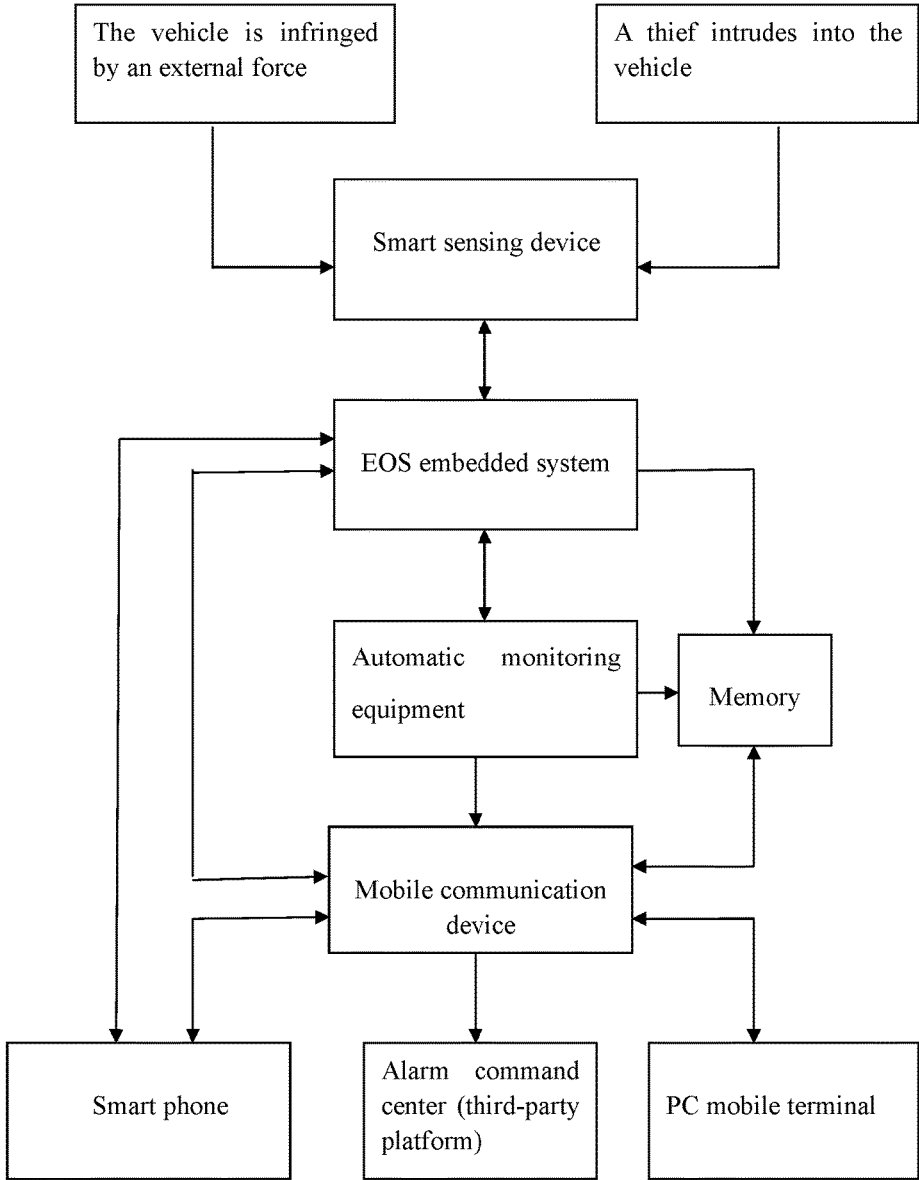 The vehicle is infringed
by an external force
A thief intrudes into the
vehicle
Smart sensing device
EOS embedded system
Automatic monitoring
equipment
Memory
Mobile communication
device
Smart phone
Alarm command
center (third-party
platform)
PC mobile terminal